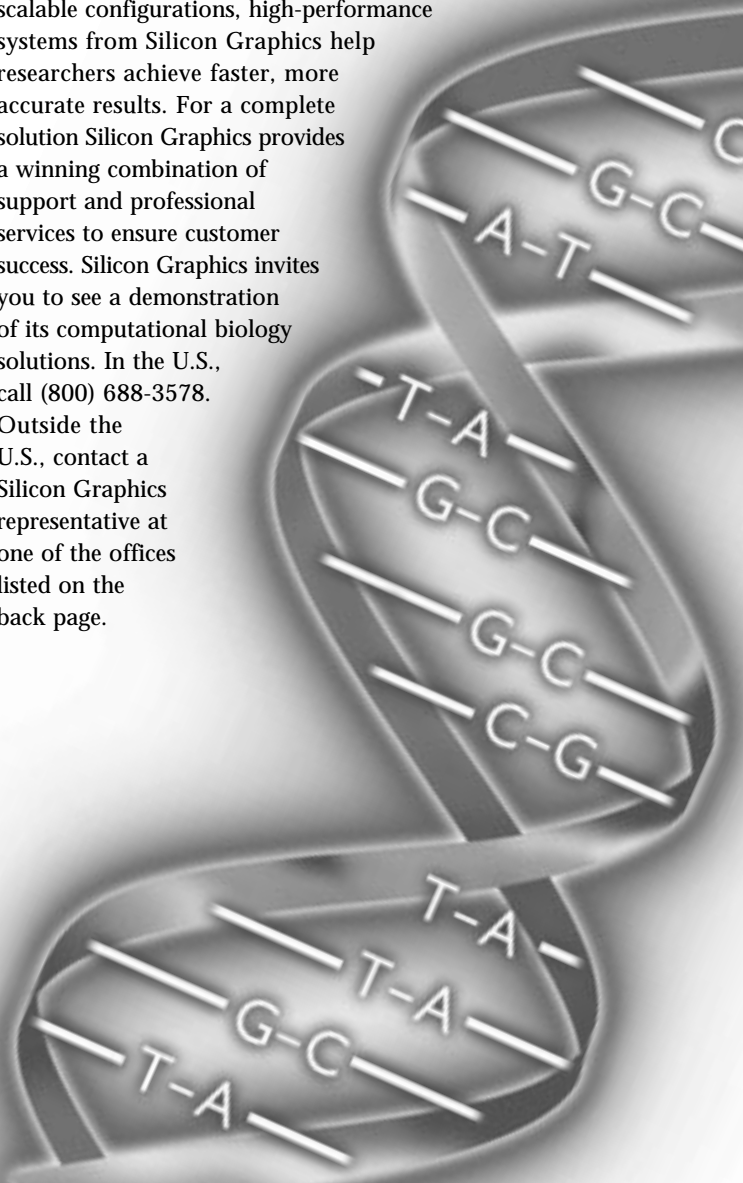 scalable configurations, high-performance
systems from Silicon Graphics help
researchers achieve faster, more
accurate results. For a complete
solution Silicon Graphics provides
a winning combination of
support and professional
services to ensure customer
success. Silicon Graphics invites
you to see a demonstration
of its computational biology
solutions. In the U.S.,
call (800) 688-3578.
Outside the
U.S., contact a
Silicon Graphics
representative at
one of the offices
listed on the
back page.
G–C
A–T
T–A
G–C
G–C
C–G
T–A
T–A
G–C
T–A